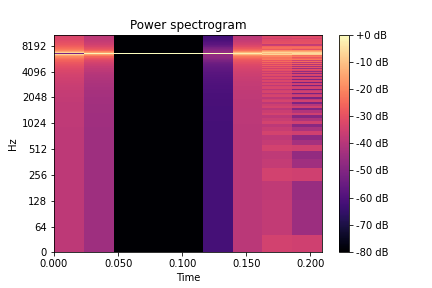 Power spectrogram
8192
4096
2048
1024
512
256
128
64
0
Hz
0.000 0.050 0.100 0.150 0.200
Time
+0 dB
-10 dB
-20 dB
-30 dB
-40 dB
-50 dB
-60 dB
-70 dB
-80 dB